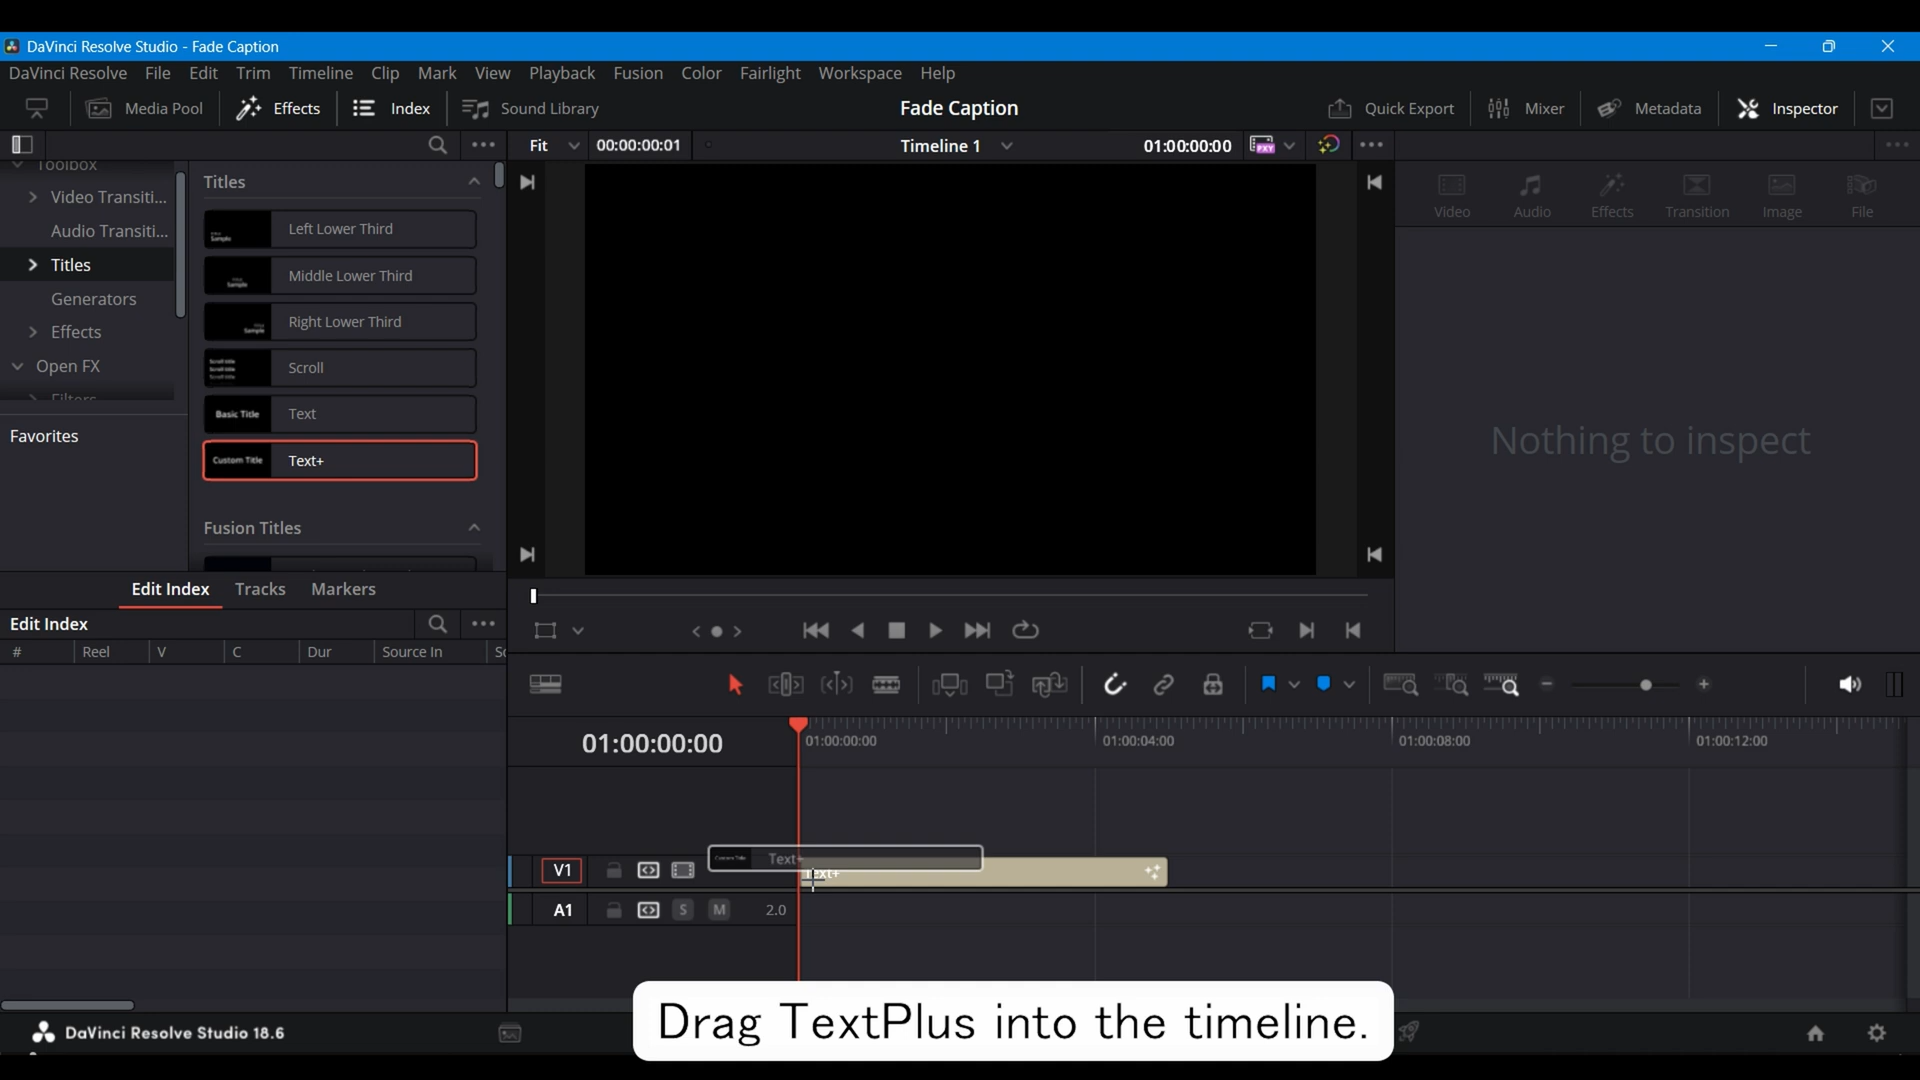 DaVinci Resolve Studio - Fade Caption
DaVinci Resolve File Edit Trim Timeline Clip Mark View Playback Fusion Color Fairlight Workspace Help
Media Pool Effects Index Sound Library Fade Caption Quick Export Mixer Metadata Inspector
Fit 00:00:00:01 Timeline 1 01:00:00:00
Toolbox
Video Transiti...
Audio Transiti...
Titles
Generators
Effects
Open FX
Filters
Favorites
Titles
Left Lower Third
Middle Lower Third
Right Lower Third
Scroll
Basic Title Text
Custom Title Text+
Fusion Titles
Video Audio Effects Transition Image File
Nothing to inspect
Edit Index Tracks Markers
Edit Index
# Reel V C Dur Source In
01:00:00:00
01:00:00:00 01:00:04:00 01:00:08:00 01:00:12:00
V1
Text+
Text+
A1 S M 2.0
DaVinci Resolve Studio 18.6
Drag TextPlus into the timeline.